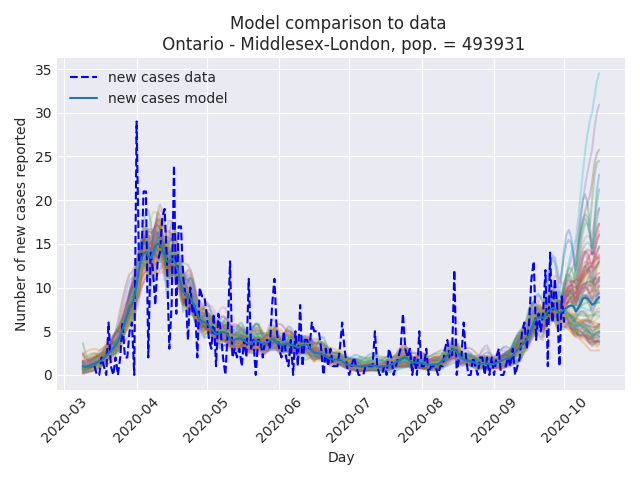 Model comparison to data
Ontario - Middlesex-London, pop. = 493931
new cases data
new cases model
Number of new cases reported
35
30
25
20
15
10
5
0
2020-03
2020-04
2020-05
2020-06
2020-07
2020-08
2020-09
2020-10
Day